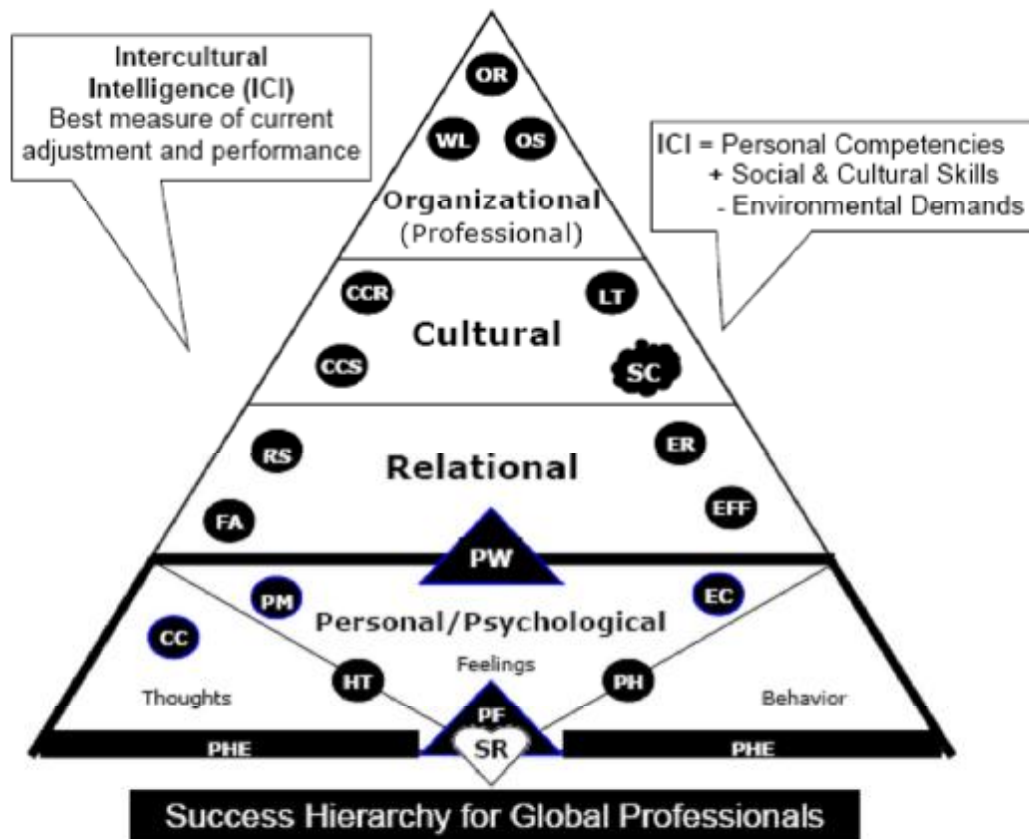 Intercultural
Intelligence (ICI)
Best measure of current
adjustment and performance
ICI = Personal Competencies
+ Social & Cultural Skills
- Environmental Demands
OR
WL OS
Organizational
(Professional)
CCR LT
Cultural
CCS SC
RS ER
Relational
FA EFF
PW
PM EC
Personal/Psychological
CC
Feelings
HT PH
Thoughts Behavior
PF
PHE SR PHE
Success Hierarchy for Global Professionals